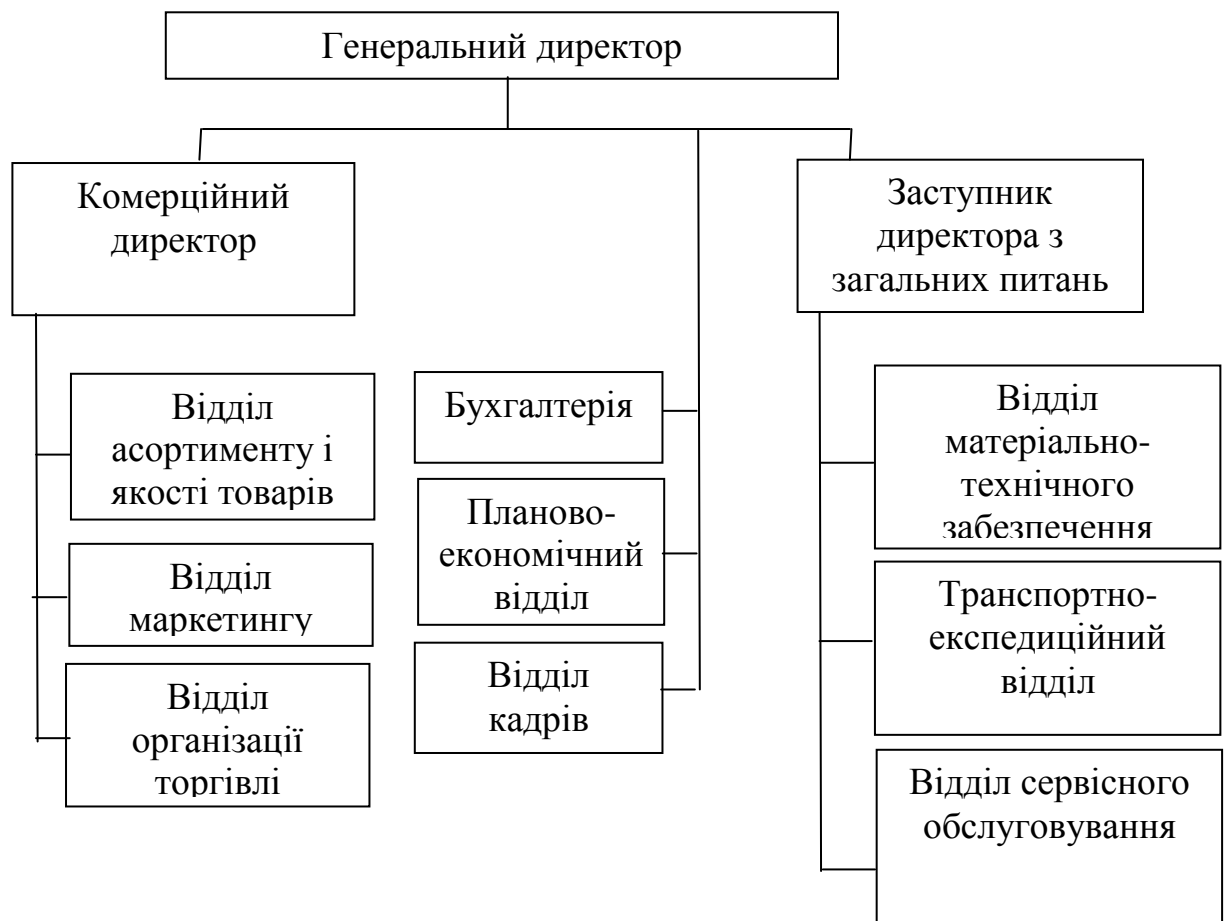 Генеральний директор
Комерційний
директор
Заступник
директора з
загальних питань
Відділ
асортименту і
якості товарів
Відділ
маркетингу
Відділ
організації
торгівлі
Бухгалтерія
Планово-
економічний
відділ
Відділ
кадрів
Відділ
матеріально-
технічного
забезпечення
Транспортно-
експедиційний
відділ
Відділ сервісного
обслуговування